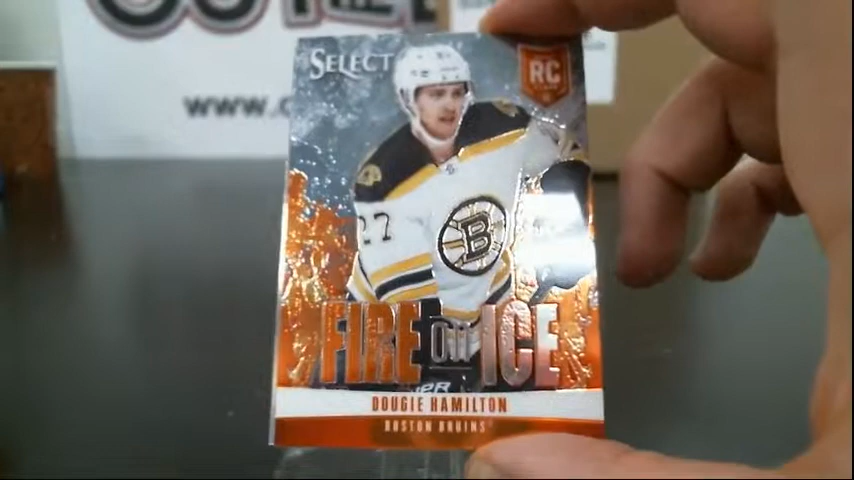 www.
SELECT
RC
27
B
FIRE ON ICE
DOUGIE HAMILTON
BOSTON BRUINS